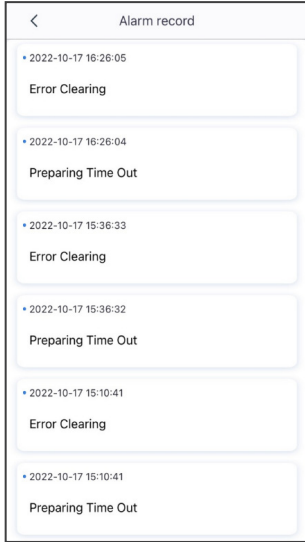 Alarm record
2022-10-17 16:26:05
Error Clearing
2022-10-17 16:26:04
Preparing Time Out
2022-10-17 15:36:33
Error Clearing
2022-10-17 15:36:32
Preparing Time Out
2022-10-17 15:10:41
Error Clearing
2022-10-17 15:10:41
Preparing Time Out